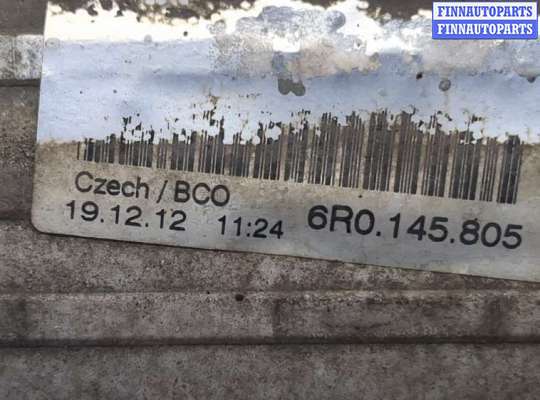 FINNAUTOPARTS
FINNAUTOPARTS
Czech / BCO
19.12.12 11:24 6R0.145.805